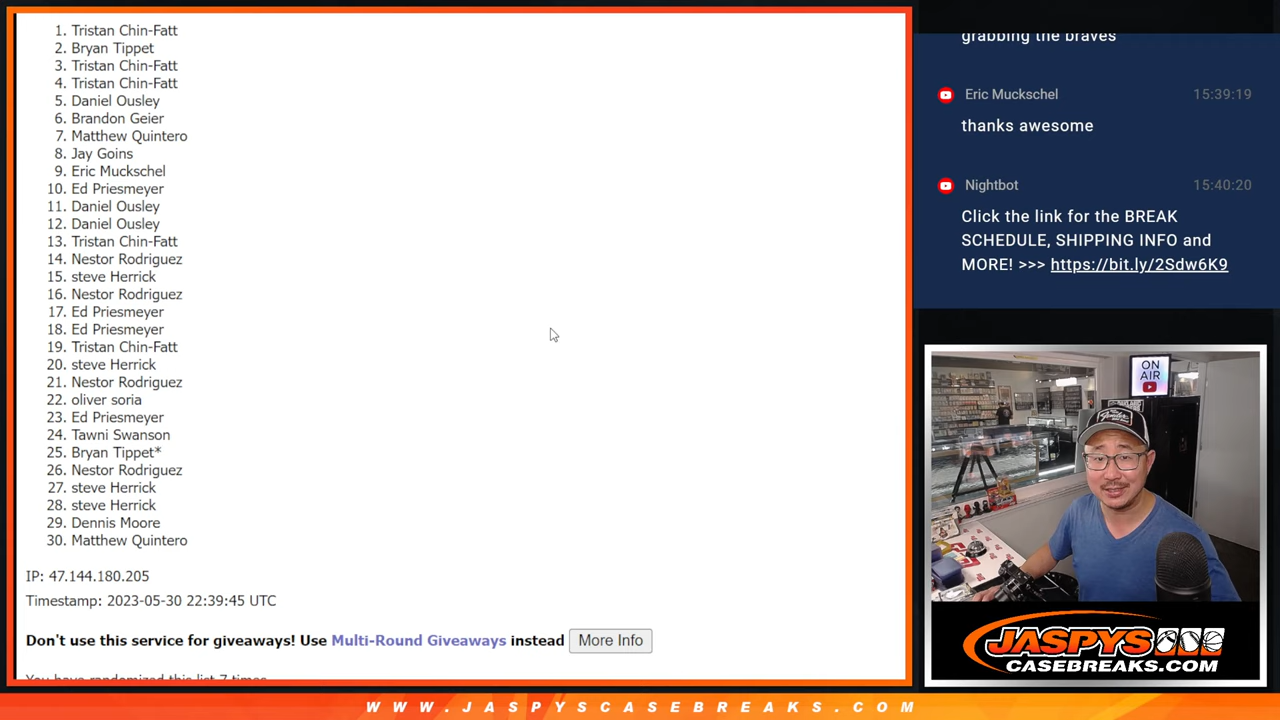 1. Tristan Chin-Fatt
2. Bryan Tippet
3. Tristan Chin-Fatt
4. Tristan Chin-Fatt
5. Daniel Ousley
6. Brandon Geier
7. Matthew Quintero
8. Jay Goins
9. Eric Muckschel
10. Ed Priesmeyer
11. Daniel Ousley
12. Daniel Ousley
13. Tristan Chin-Fatt
14. Nestor Rodriguez
15. steve Herrick
16. Nestor Rodriguez
17. Ed Priesmeyer
18. Ed Priesmeyer
19. Tristan Chin-Fatt
20. steve Herrick
21. Nestor Rodriguez
22. oliver soria
23. Ed Priesmeyer
24. Tawni Swanson
25. Bryan Tippet*
26. Nestor Rodriguez
27. steve Herrick
28. steve Herrick
29. Dennis Moore
30. Matthew Quintero
IP: 47.144.180.205
Timestamp: 2023-05-30 22:39:45 UTC
Don't use this service for giveaways! Use Multi-Round Giveaways instead More Info
You have randomized this list 7 times
grabbing the braves
Eric Muckschel 15:39:19
thanks awesome
Nightbot 15:40:20
Click the link for the BREAK
SCHEDULE, SHIPPING INFO and
MORE! >>> https://bit.ly/2Sdw6K9
ON
AIR
Fender
JASPYS
CASEBREAKS.COM
WWW.JASPYSCASEBREAKS.COM